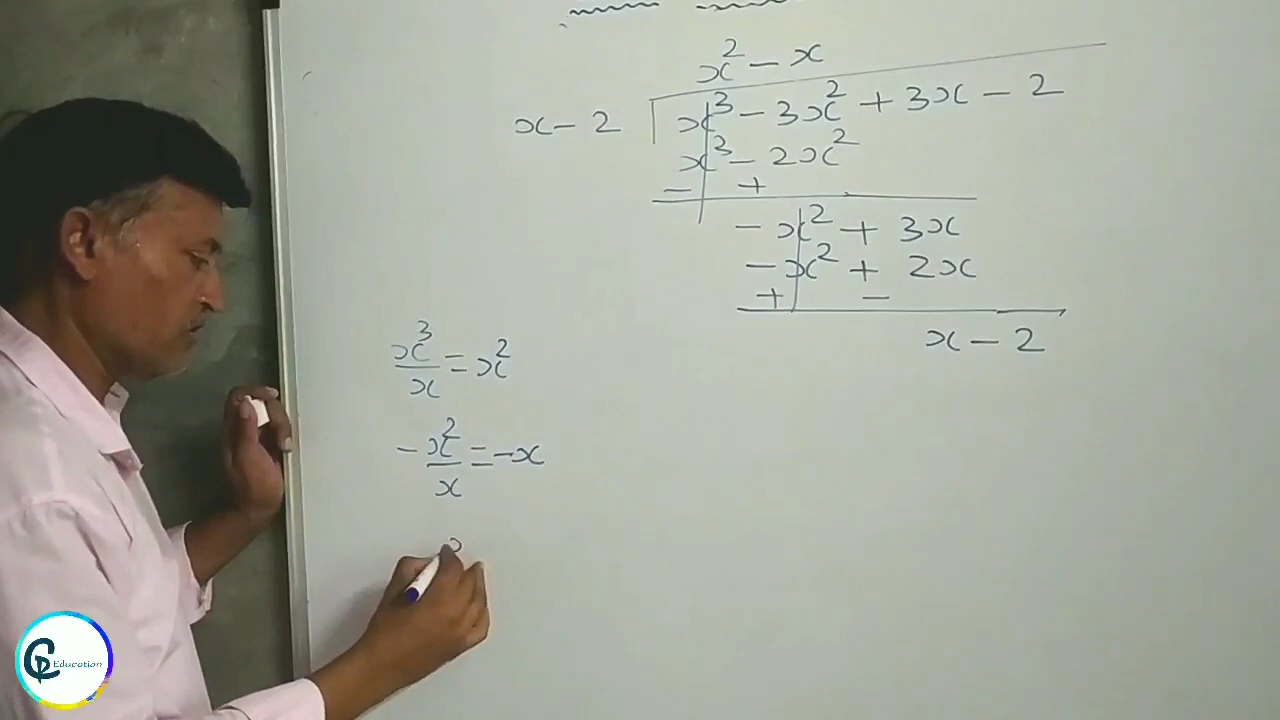 x² - x
x - 2 x³ - 3x² + 3x - 2
x³ - 2x²
- +
- x² + 3x
- x² + 2x
+ -
x - 2
x³/x = x²
- x²/x = -x
Education